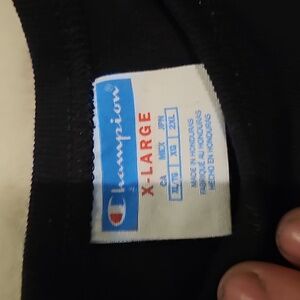 Champion
X-LARGE
CA MEX JPN
XL/TG XG 2XL
MADE IN HONDURAS
FABRIQUÉ AU HONDURAS
HECHO EN HONDURAS